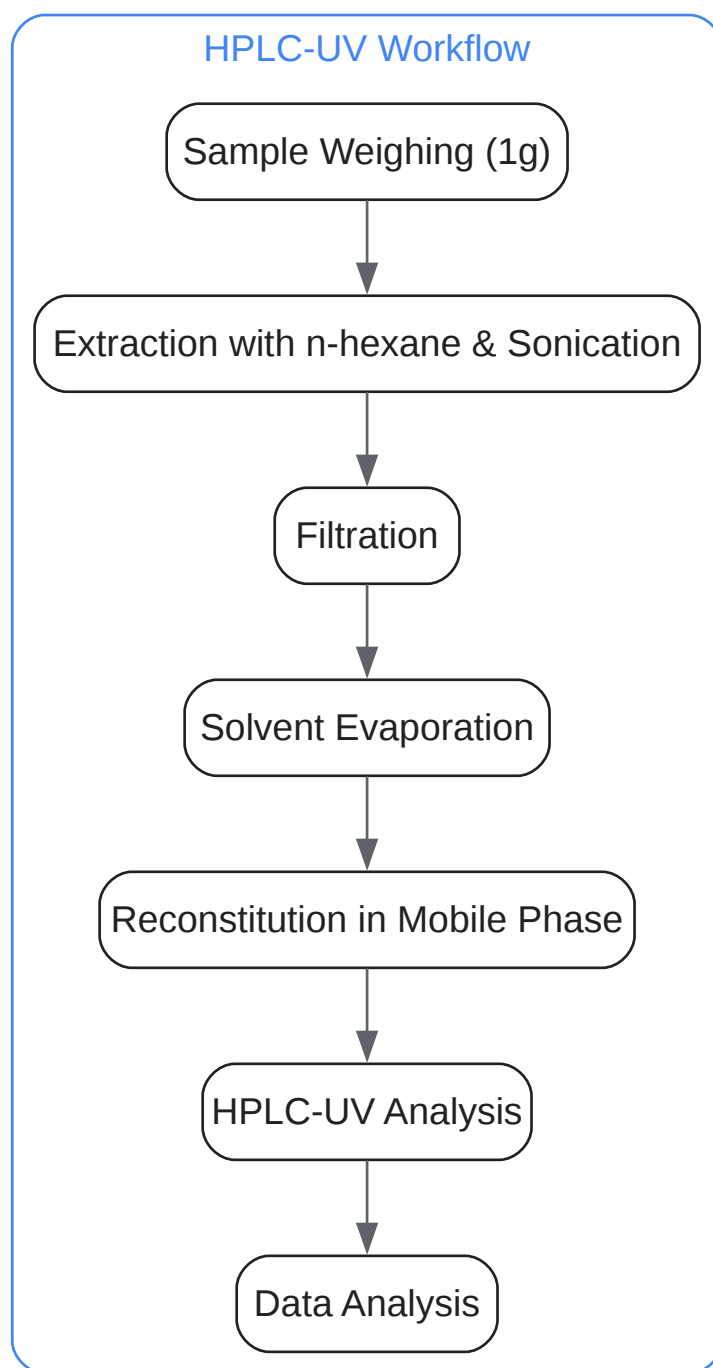 HPLC-UV Workflow
Sample Weighing (1g)
Extraction with n-hexane & Sonication
Filtration
Solvent Evaporation
Reconstitution in Mobile Phase
HPLC-UV Analysis
Data Analysis